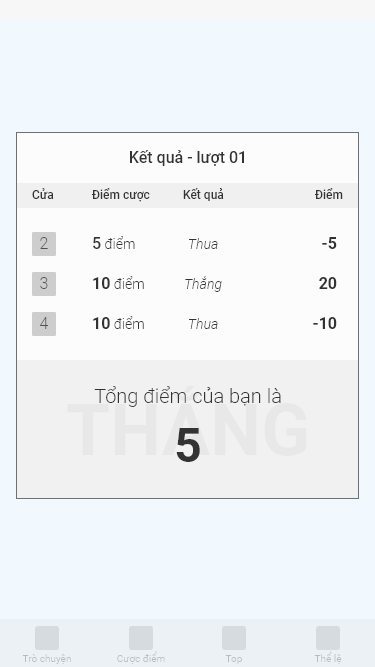 Kết quả - lượt 01
Cửa Điểm cược Kết quả Điểm
2 5 điểm Thua -5
3 10 điểm Thắng 20
4 10 điểm Thua -10
Tổng điểm của bạn là
THẮNG
5
Trò chuyện Cược điểm Top Thể lệ